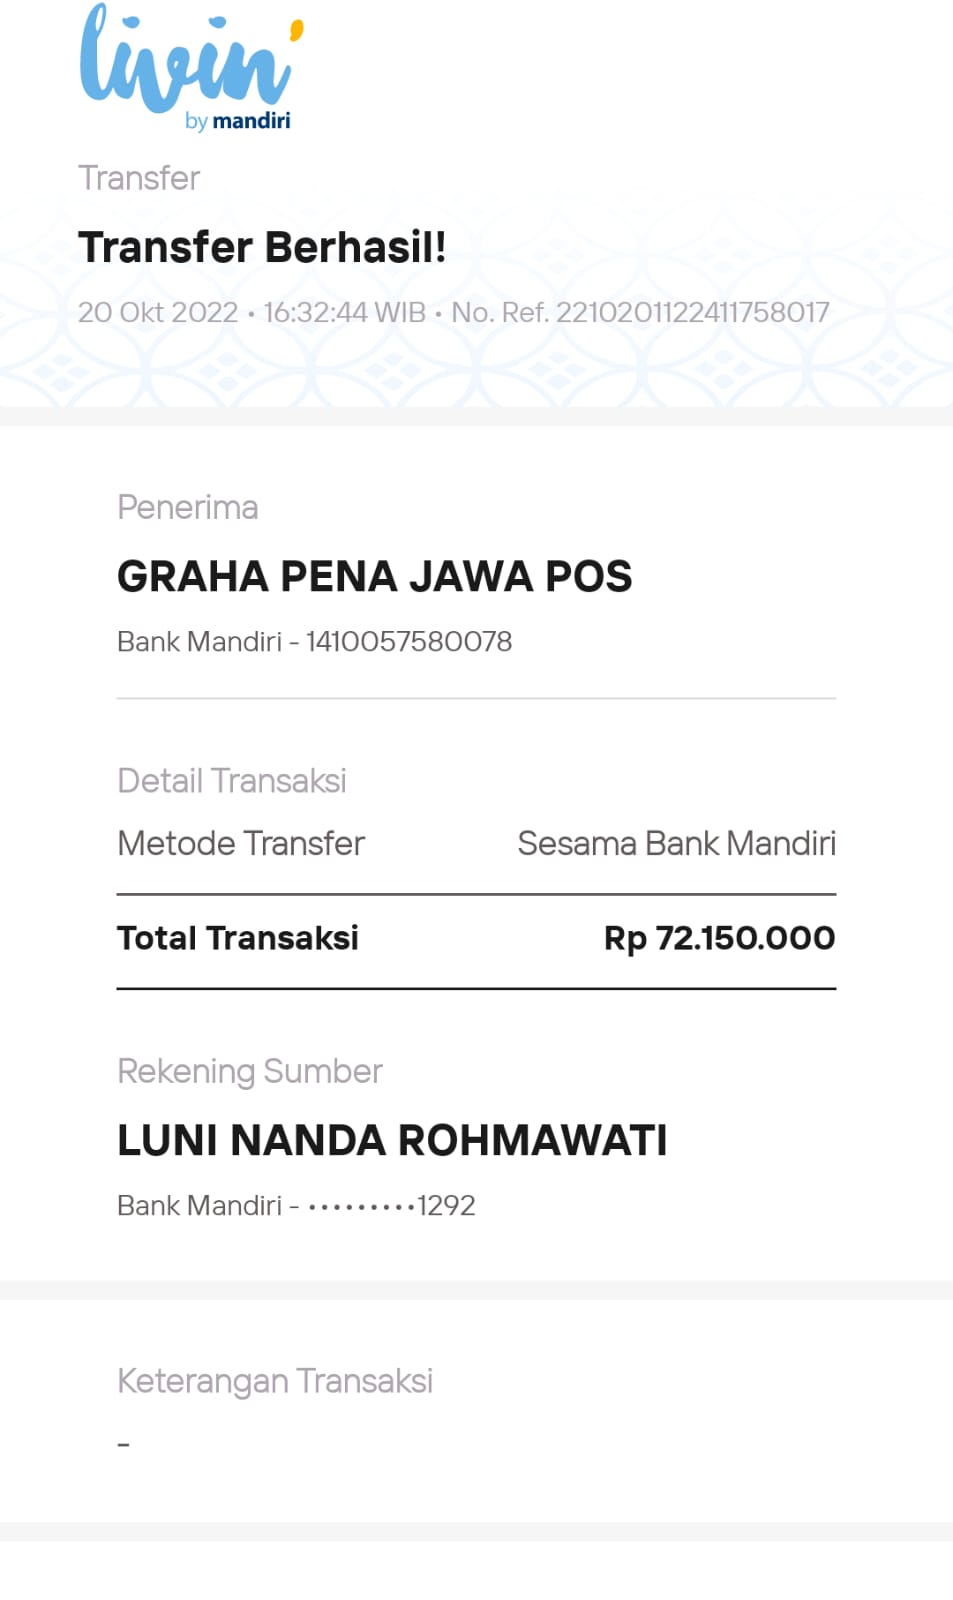 livin'
by mandiri
Transfer
Transfer Berhasil!
20 Okt 2022 • 16:32:44 WIB • No. Ref. 2210201122411758017
Penerima
GRAHA PENA JAWA POS
Bank Mandiri - 1410057580078
Detail Transaksi
Metode Transfer Sesama Bank Mandiri
Total Transaksi Rp 72.150.000
Rekening Sumber
LUNI NANDA ROHMAWATI
Bank Mandiri - •••••••••1292
Keterangan Transaksi
-